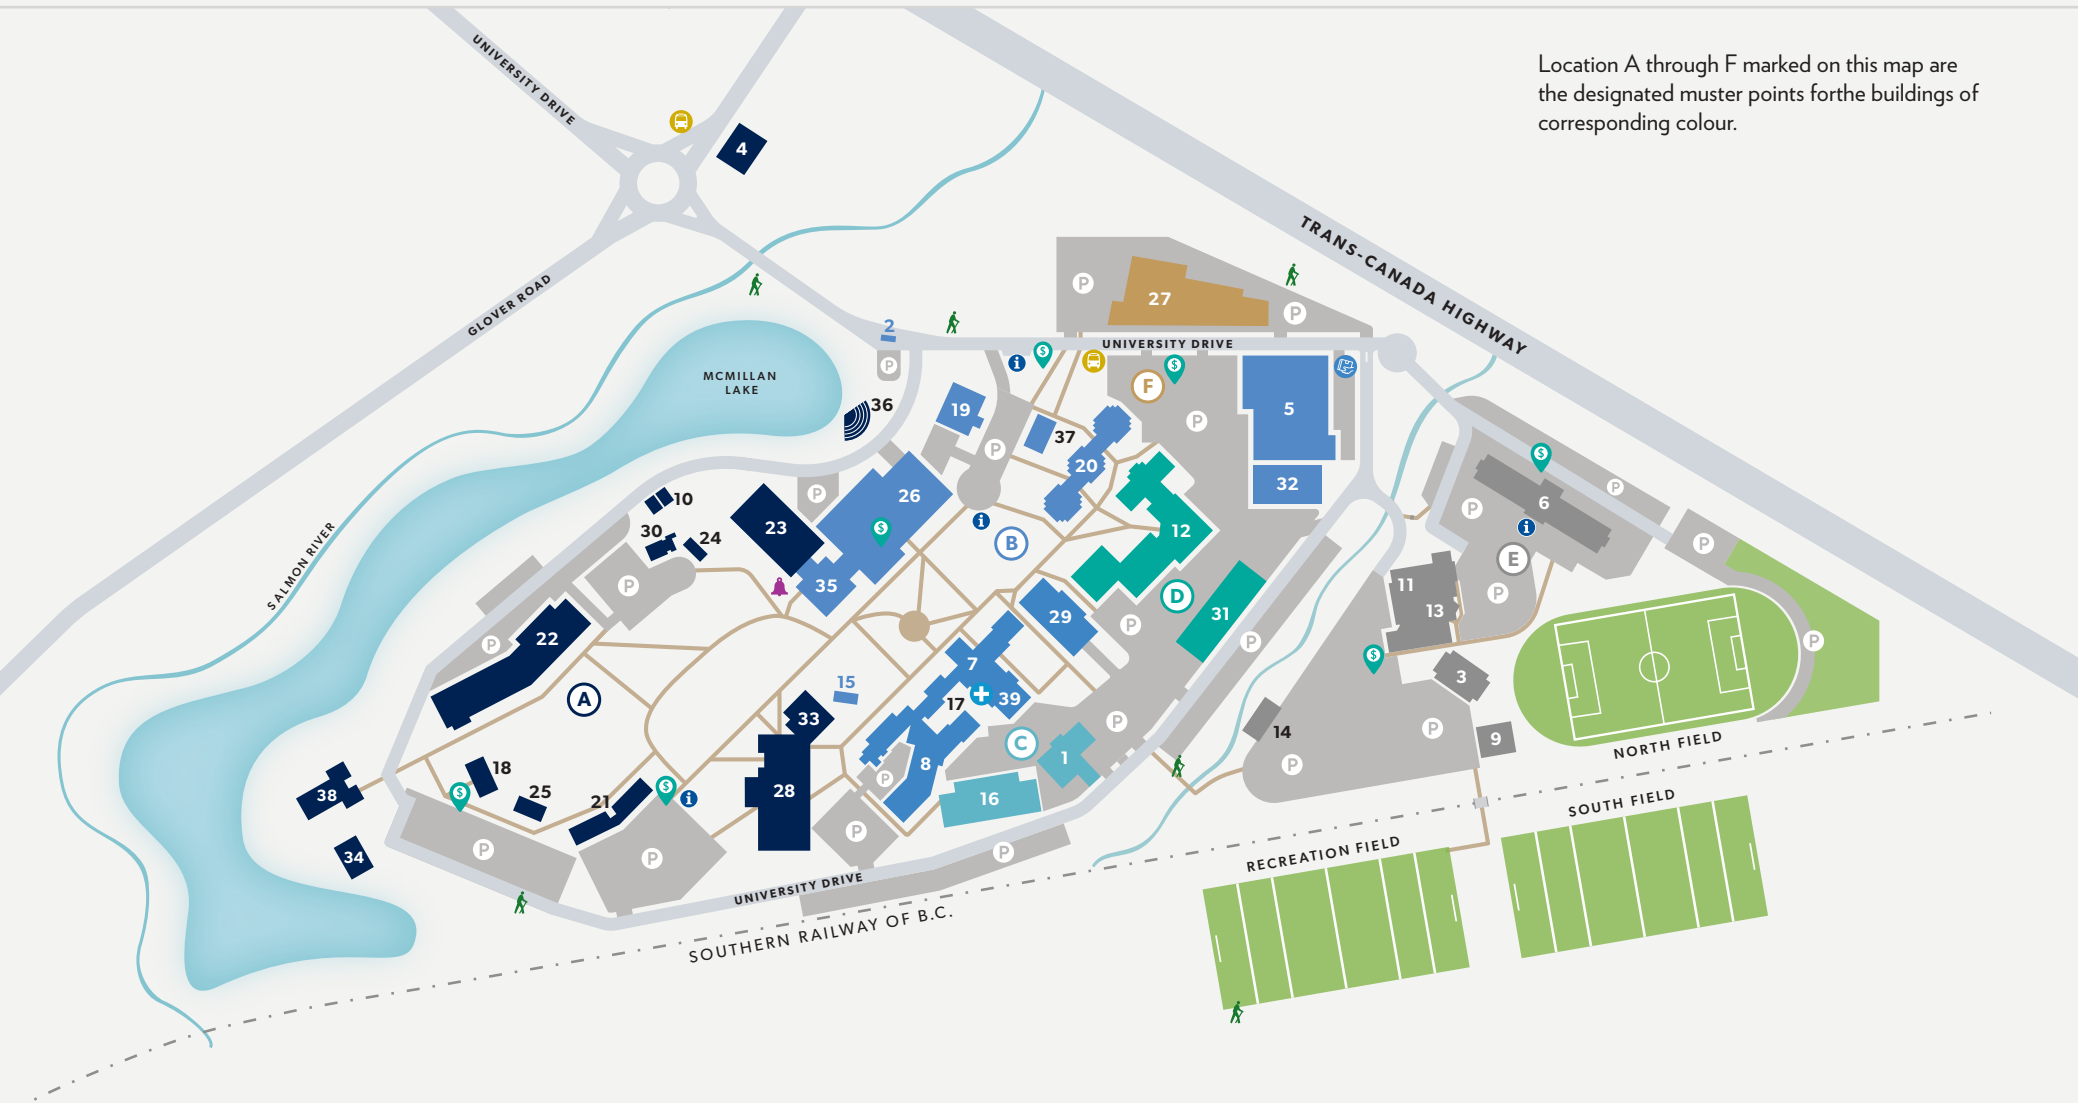 Location A through F marked on this map are
the designated muster points forthe buildings of
corresponding colour.
UNIVERSITY DRIVE
4
TRANS-CANADA HIGHWAY
GLOVER ROAD
P
27
P
2
UNIVERSITY DRIVE
i
$
$
P
MCMILLAN
LAKE
F
36
19
5
37
P
P
20
$
6
P
P
i
32
26
P
10
23
$
i
12
30
24
B
SALMON RIVER
P
35
E
P
11
13
P
D
31
29
P
P
22
P
P
$
7
3
A
15
17
39
33
P
C
1
14
P
9
NORTH FIELD
P
18
38
25
21
$
$
i
28
8
P
16
SOUTH FIELD
34
P
P
P
P
RECREATION FIELD
UNIVERSITY DRIVE
SOUTHERN RAILWAY OF B.C.